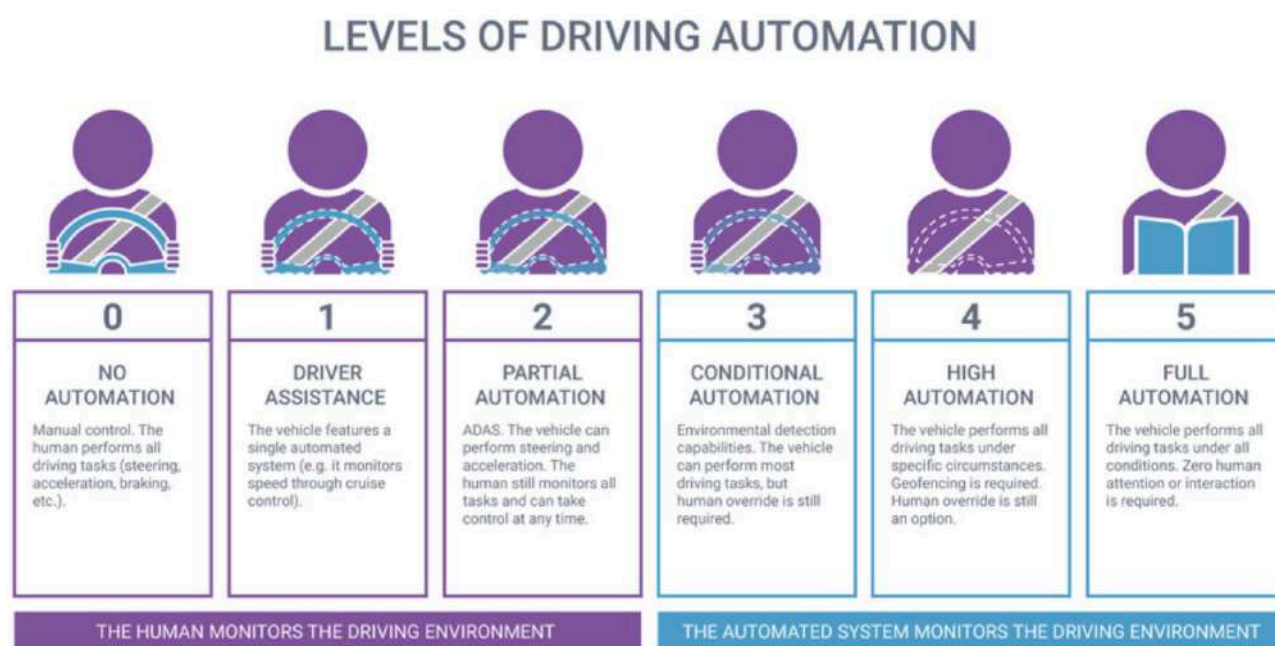 LEVELS OF DRIVING AUTOMATION
0
NO
AUTOMATION
Manual control. The
human performs all
driving tasks (steering,
acceleration, braking,
etc.).
1
DRIVER
ASSISTANCE
The vehicle features a
single automated
system (e.g. it monitors
speed through cruise
control).
2
PARTIAL
AUTOMATION
ADAS. The vehicle can
perform steering and
acceleration. The
human still monitors all
tasks and can take
control at any time.
3
CONDITIONAL
AUTOMATION
Environmental detection
capabilities. The vehicle
can perform most
driving tasks, but
human override is still
required.
4
HIGH
AUTOMATION
The vehicle performs all
driving tasks under
specific circumstances.
Geofencing is required.
Human override is still
an option.
5
FULL
AUTOMATION
The vehicle performs all
driving tasks under all
conditions. Zero human
attention or interaction
is required.
THE HUMAN MONITORS THE DRIVING ENVIRONMENT
THE AUTOMATED SYSTEM MONITORS THE DRIVING ENVIRONMENT